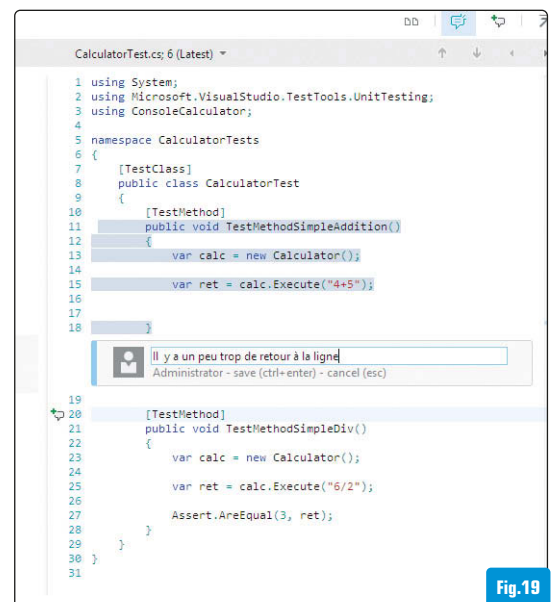 CalculatorTest.cs; 6 (Latest)
1 using System;
2 using Microsoft.VisualStudio.TestTools.UnitTesting;
3 using ConsoleCalculator;
4
5 namespace CalculatorTests
6 {
7 [TestClass]
8 public class CalculatorTest
9 {
10 [TestMethod]
11 public void TestMethodSimpleAddition()
12 {
13 var calc = new Calculator();
14
15 var ret = calc.Execute("4+5");
16
17
18 }
Il y a un peu trop de retour à la ligne
Administrator - save (ctrl+enter) - cancel (esc)
19
20 [TestMethod]
21 public void TestMethodSimpleDiv()
22 {
23 var calc = new Calculator();
24
25 var ret = calc.Execute("6/2");
26
27 Assert.AreEqual(3, ret);
28 }
29 }
30 }
31
Fig.19